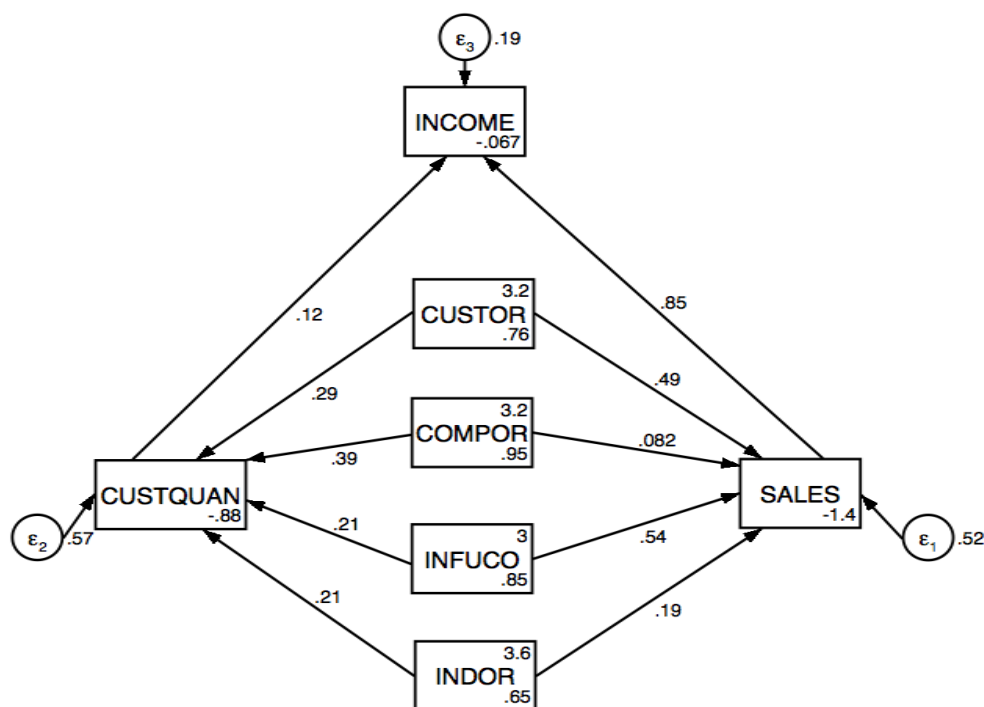 ε3 .19
INCOME
-.067
3.2
CUSTOR
.76
.12
.85
.29
.49
3.2
COMPOR
.95
.39
.082
CUSTQUAN
-.88
SALES
-1.4
ε2 .57
.21
3
INFUCO
.85
.54
ε1 .52
.21
.19
3.6
INDOR
.65